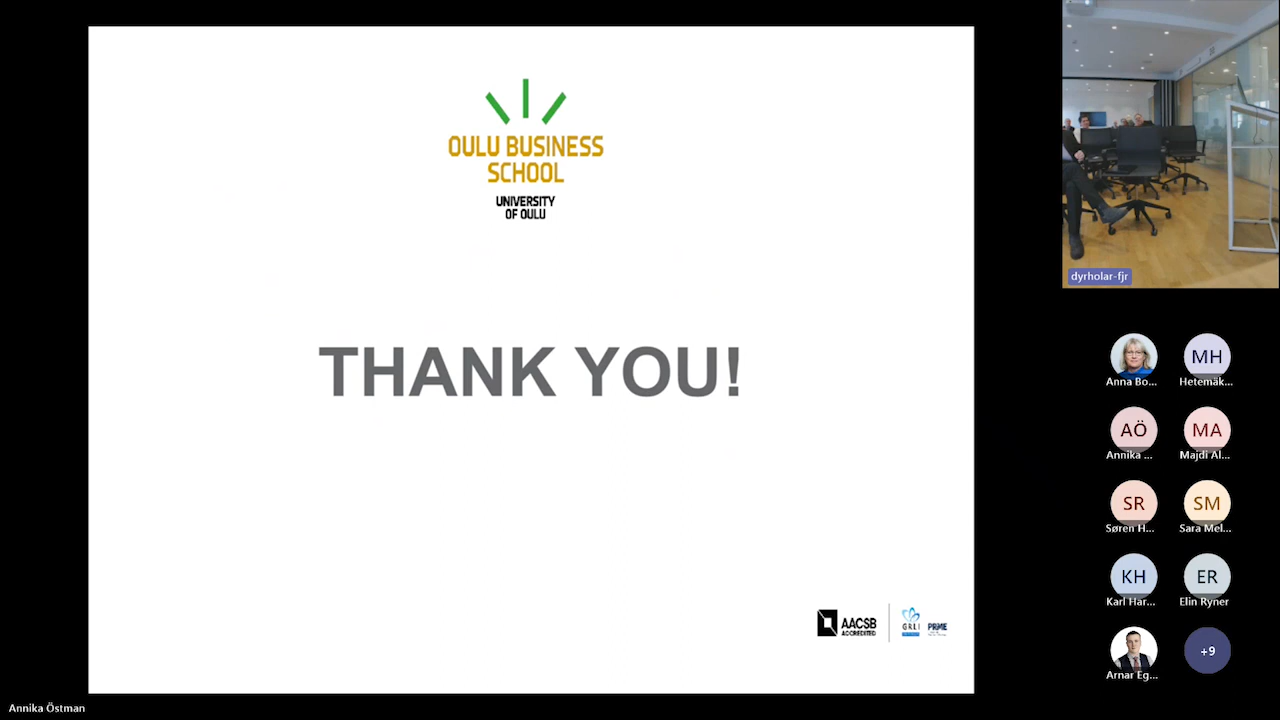 OULU BUSINESS
SCHOOL
UNIVERSITY
OF OULU
THANK YOU!
AACSB
ACCREDITED
GRLI
PRME
dyrholar-fjr
MH
Anna Bo...
Hetemäk...
AÖ
MA
Annika ...
Majdi Al...
SR
SM
Søren H...
Sara Mel...
KH
ER
Karl Har...
Elin Ryner
+9
Arnar Eg...
Annika Östman